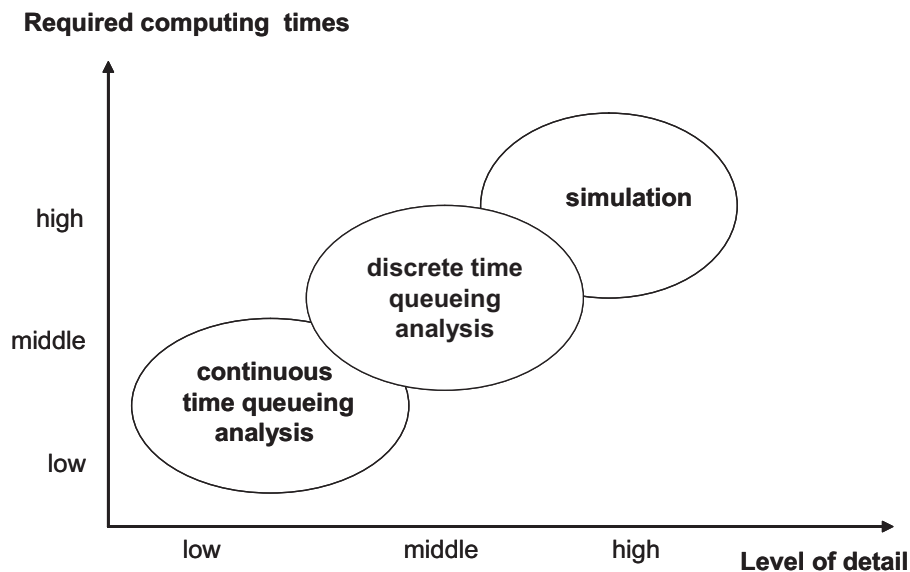 Required computing times
high
simulation
discrete time
queueing
analysis
middle
continuous
time queueing
analysis
low
low
middle
high
Level of detail